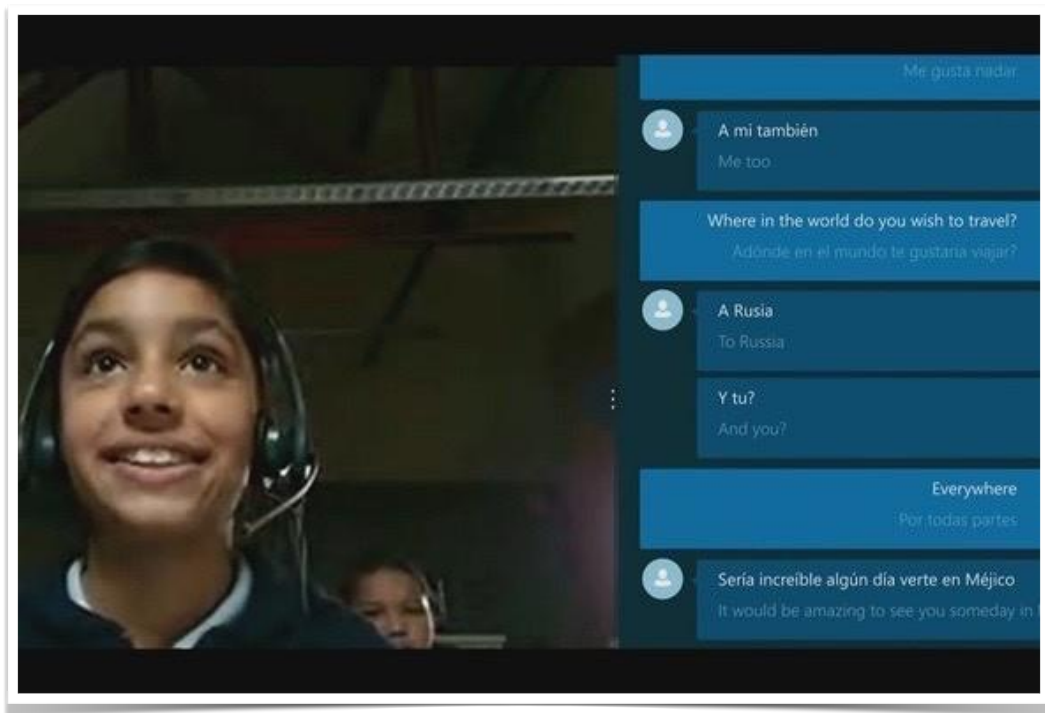 Me gusta nadar
A mi también
Me too
Where in the world do you wish to travel?
Adónde en el mundo te gustaria viajar?
A Rusia
To Russia
Y tu?
And you?
Everywhere
Por todas partes
Sería increíble algún día verte en Méjico
It would be amazing to see you someday in